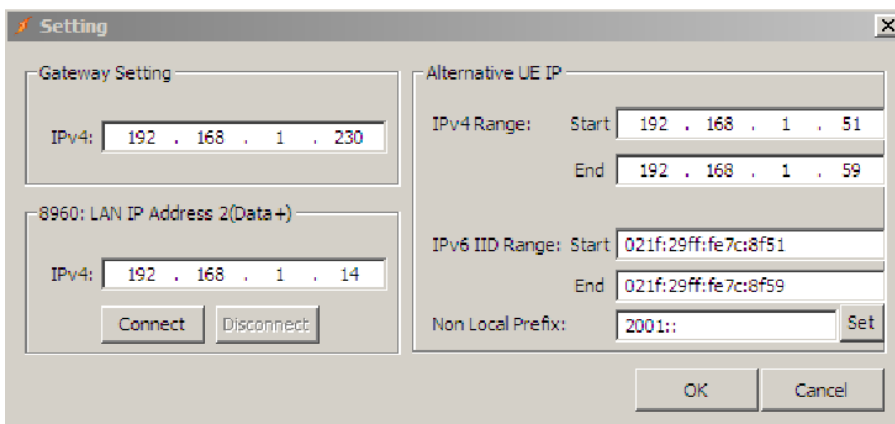 Setting
Gateway Setting
IPv4: 192 . 168 . 1 . 230
8960: LAN IP Address 2(Data+)
IPv4: 192 . 168 . 1 . 14
Connect Disconnect
Alternative UE IP
IPv4 Range: Start 192 . 168 . 1 . 51
End 192 . 168 . 1 . 59
IPv6 IID Range: Start 021f:29ff:fe7c:8f51
End 021f:29ff:fe7c:8f59
Non Local Prefix: 2001:: Set
OK Cancel